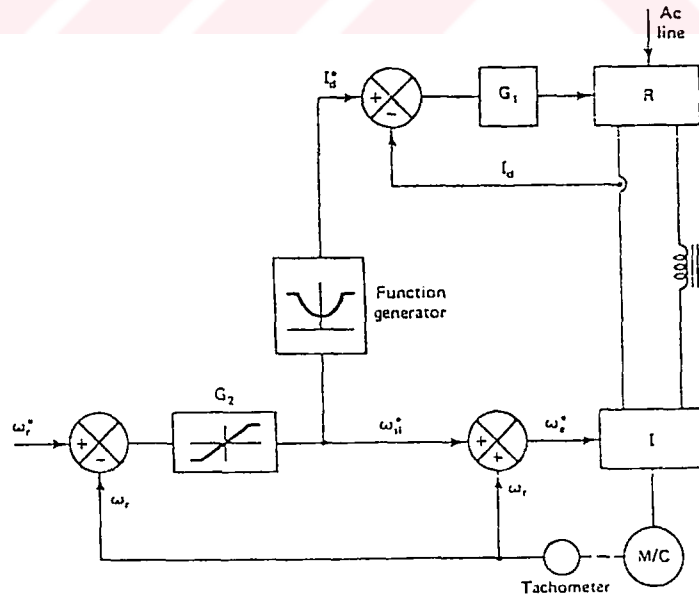 Ac
line
I_d^*
+
-
G_1
R
I_d
Function
generator
G_2
ω_r^*
+
-
ω_sl^*
+
+
ω_e^*
I
ω_r
ω_r
M/C
Tachometer